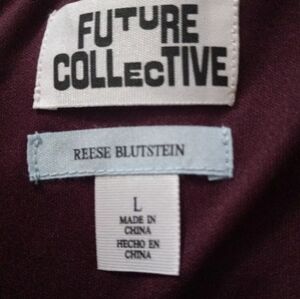 FUTURE
COLLECTIVE
REESE BLUTSTEIN
L
MADE IN
CHINA
HECHO EN
CHINA